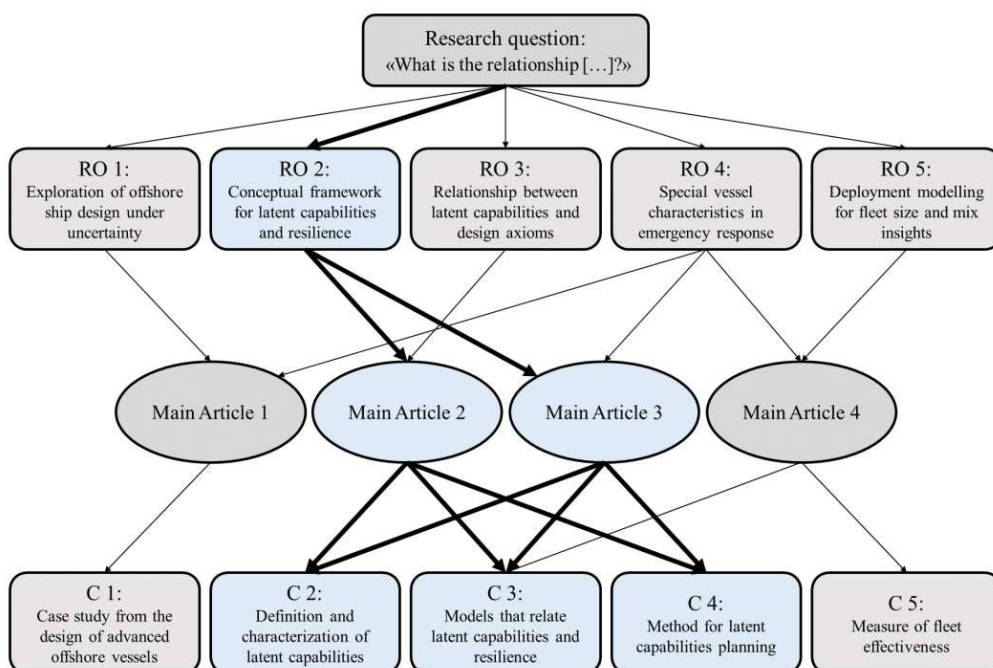 Research question:
«What is the relationship [...]?»
RO 1:
Exploration of offshore
ship design under
uncertainty
RO 2:
Conceptual framework
for latent capabilities
and resilience
RO 3:
Relationship between
latent capabilities and
design axioms
RO 4:
Special vessel
characteristics in
emergency response
RO 5:
Deployment modelling
for fleet size and mix
insights
Main Article 1
Main Article 2
Main Article 3
Main Article 4
C 1:
Case study from the
design of advanced
offshore vessels
C 2:
Definition and
characterization of
latent capabilities
C 3:
Models that relate
latent capabilities and
resilience
C 4:
Method for latent
capabilities planning
C 5:
Measure of fleet
effectiveness